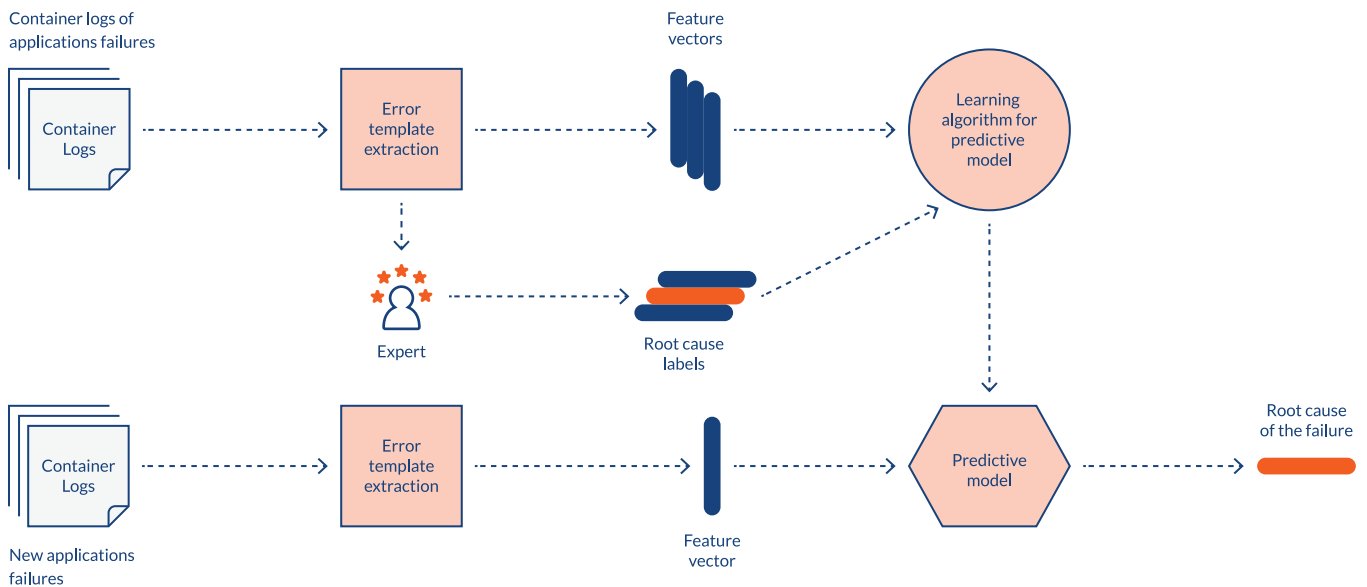 Container logs of
applications failures
Container
Logs
Error
template
extraction
Feature
vectors
Learning
algorithm for
predictive
model
Expert
Root cause
labels
Container
Logs
New applications
failures
Error
template
extraction
Feature
vector
Predictive
model
Root cause
of the failure